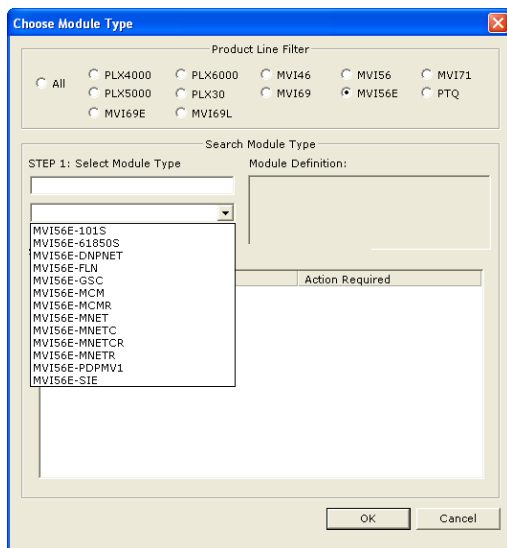 Choose Module Type
Product Line Filter
All PLX4000 PLX6000 MVI46 MVI56 MVI71
PLX5000 PLX30 MVI69 MVI56E PTQ
MVI69E MVI69L
Search Module Type
STEP 1: Select Module Type Module Definition:
MVI56E-101S
MVI56E-61850S
MVI56E-DNPNET
MVI56E-FLN
MVI56E-GSC
MVI56E-MCM
MVI56E-MCMR
MVI56E-MNET
MVI56E-MNETC
MVI56E-MNETCR
MVI56E-MNETR
MVI56E-PDPMV1
MVI56E-SIE
Action Required
OK Cancel